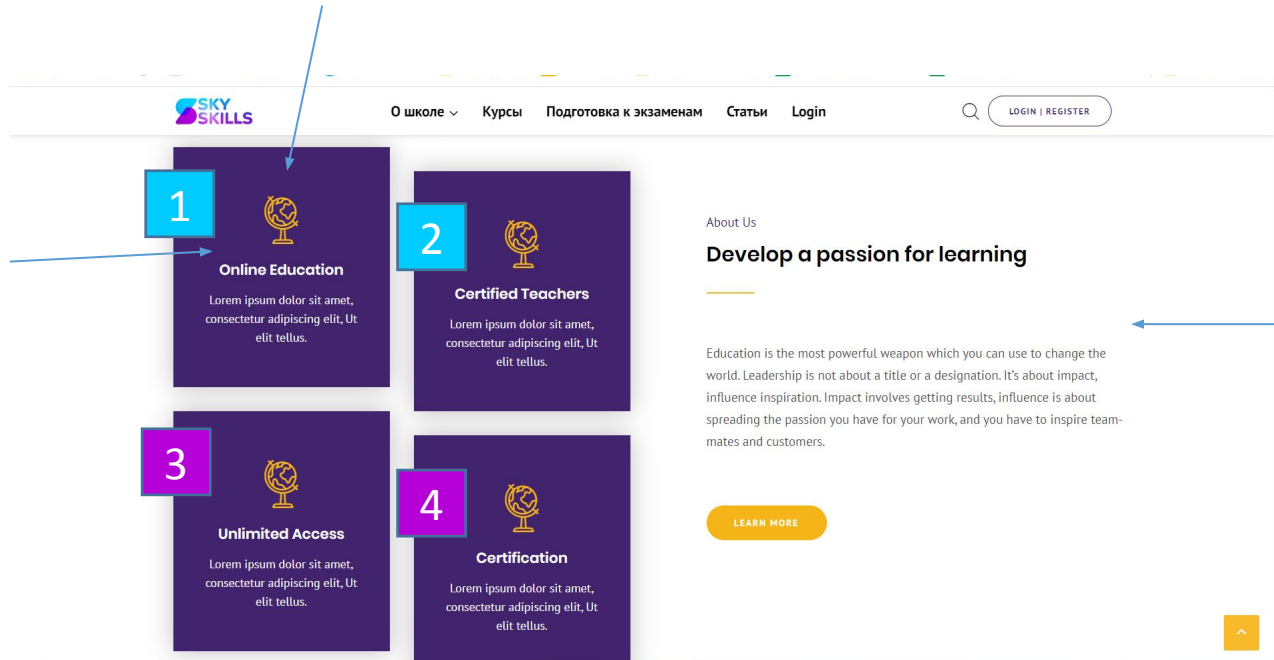 SKY
SKILLS
О школе
Курсы
Подготовка к экзаменам
Статьи
Login
LOGIN | REGISTER
1
Online Education
Lorem ipsum dolor sit amet,
consectetur adipiscing elit, Ut
elit tellus.
2
Certified Teachers
Lorem ipsum dolor sit amet,
consectetur adipiscing elit, Ut
elit tellus.
3
Unlimited Access
Lorem ipsum dolor sit amet,
consectetur adipiscing elit, Ut
elit tellus.
4
Certification
Lorem ipsum dolor sit amet,
consectetur adipiscing elit, Ut
elit tellus.
About Us
Develop a passion for learning
Education is the most powerful weapon which you can use to change the
world. Leadership is not about a title or a designation. It's about impact,
influence inspiration. Impact involves getting results, influence is about
spreading the passion you have for your work, and you have to inspire team-
mates and customers.
LEARN MORE